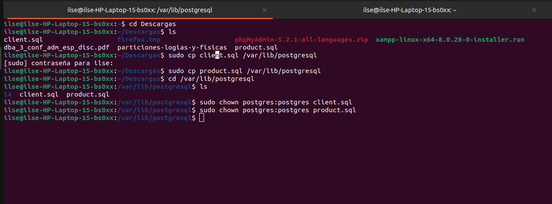 ilse@ilse-HP-Laptop-15-bs0xx: /var/lib/postgresql
ilse@ilse-HP-Laptop-15-bs0xx: ~
ilse@ilse-HP-Laptop-15-bs0xx:~$ cd Descargas
ilse@ilse-HP-Laptop-15-bs0xx:~/Descargas$ ls
client.sql firefox.tmp phpMyAdmin-5.2.1-all-languages.zip xampp-linux-x64-8.0.28-0-installer.run
dba_3_conf_adm_esp_disc.pdf particiones-logias-y-fisicas product.sql
ilse@ilse-HP-Laptop-15-bs0xx:~/Descargas$ sudo cp client.sql /var/lib/postgresql
[sudo] contraseña para ilse:
ilse@ilse-HP-Laptop-15-bs0xx:~/Descargas$ sudo cp product.sql /var/lib/postgresql
ilse@ilse-HP-Laptop-15-bs0xx:~/Descargas$ cd /var/lib/postgresql
ilse@ilse-HP-Laptop-15-bs0xx:/var/lib/postgresql$ ls
14 client.sql product.sql
ilse@ilse-HP-Laptop-15-bs0xx:/var/lib/postgresql$ sudo chown postgres:postgres client.sql
ilse@ilse-HP-Laptop-15-bs0xx:/var/lib/postgresql$ sudo chown postgres:postgres product.sql
ilse@ilse-HP-Laptop-15-bs0xx:/var/lib/postgresql$